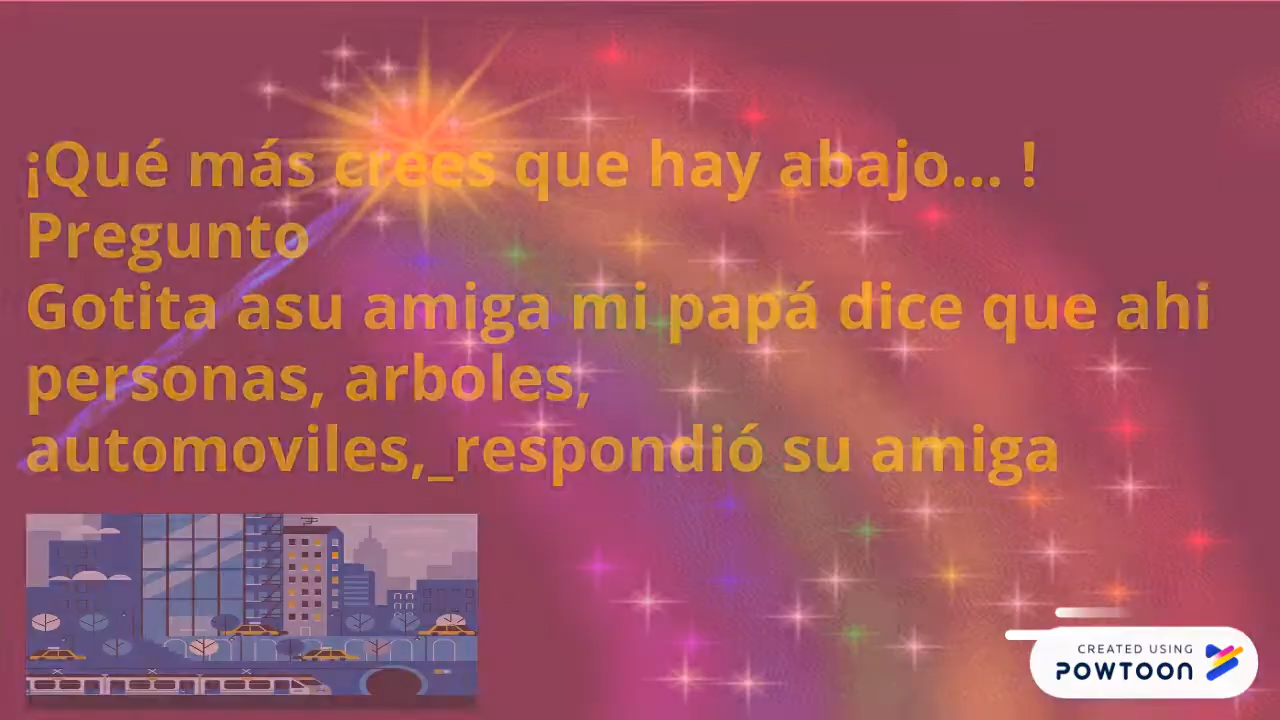 ¡Qué más crees que hay abajo... !
Pregunto
Gotita asu amiga mi papá dice que ahi
personas, arboles,
automoviles,_respondió su amiga
CREATED USING
POWTOON